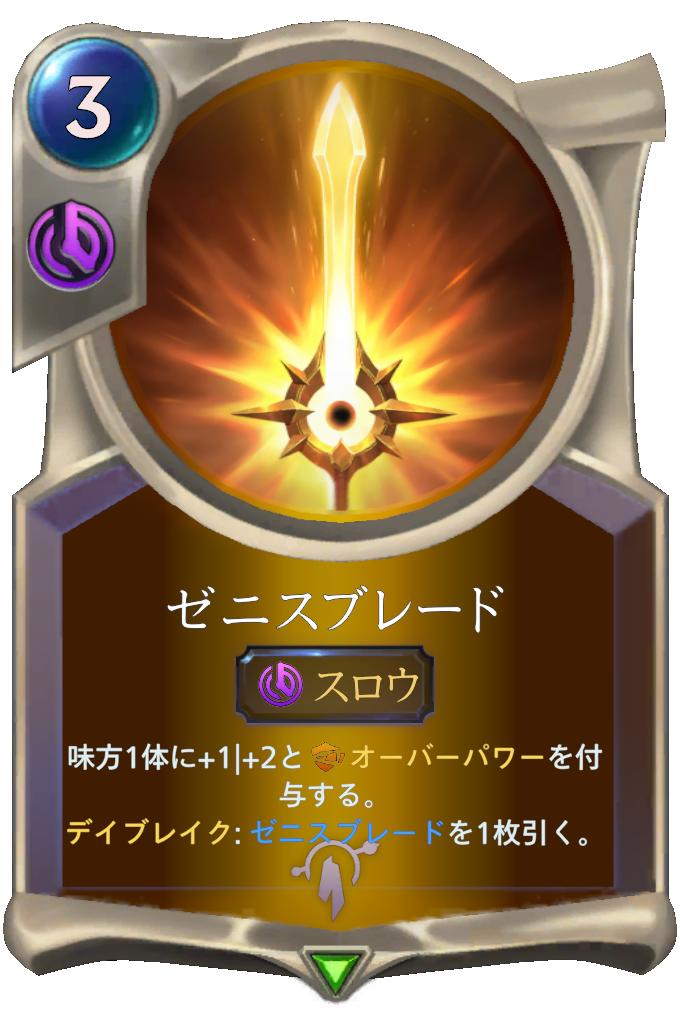 3
ゼニスブレード
スロウ
味方1体に+1|+2とオーバーパワーを付
与する。
デイブレイク: ゼニスブレードを1枚引く。